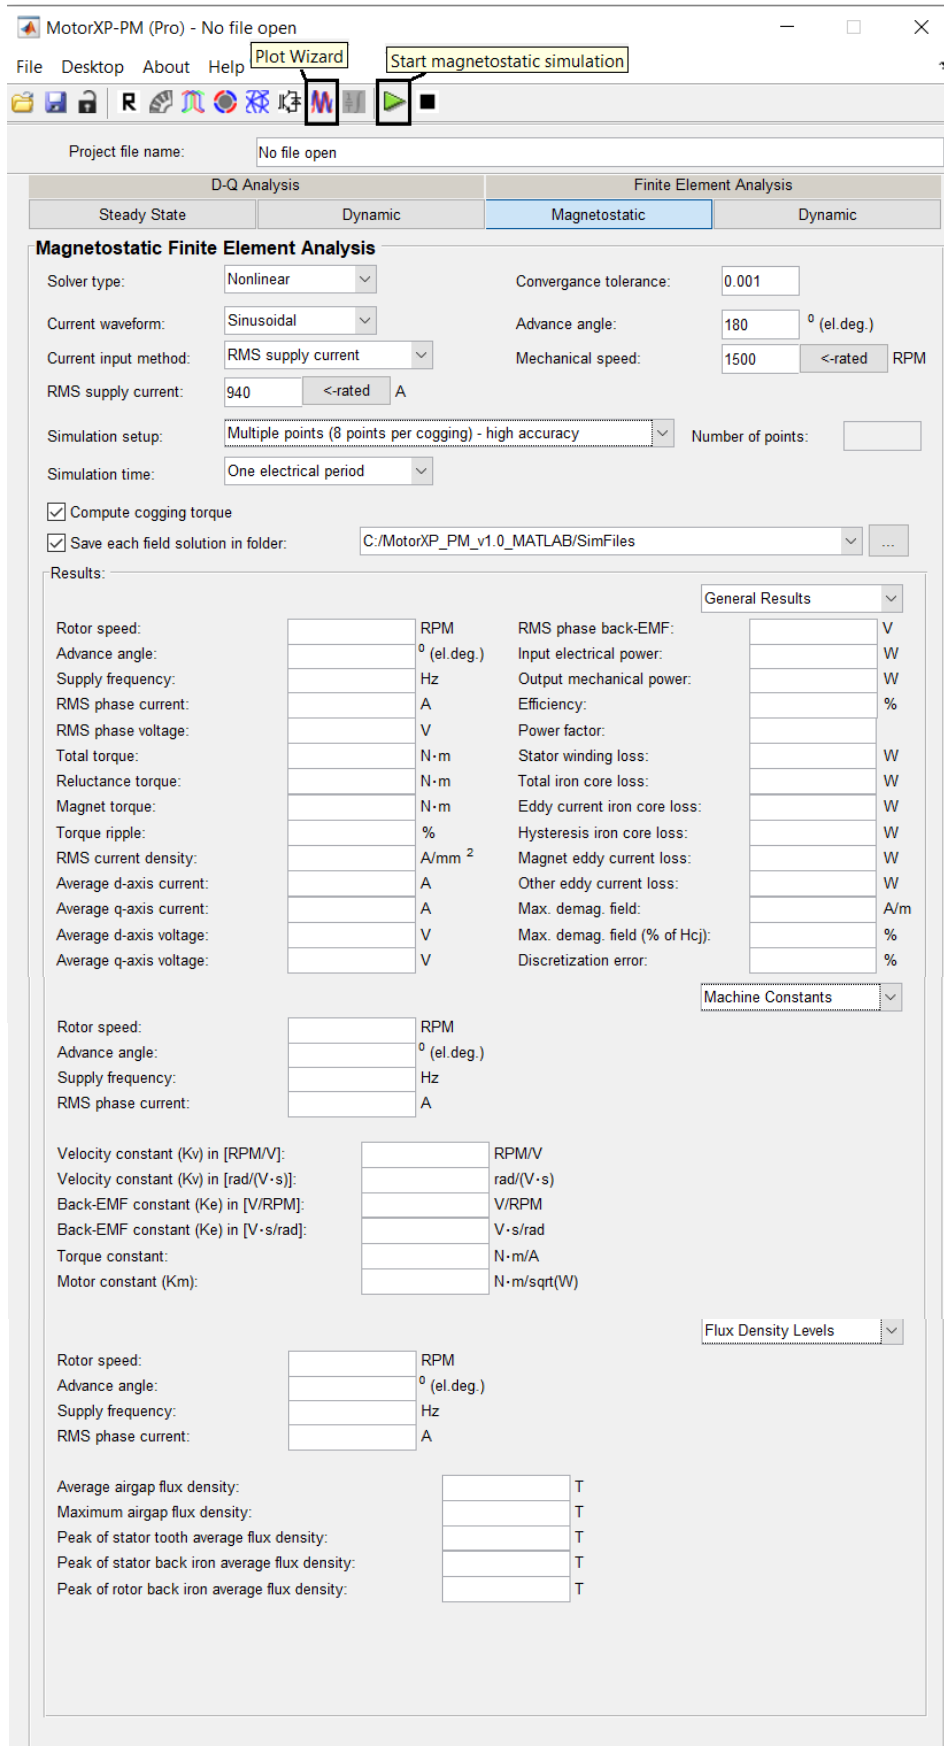 MotorXP-PM (Pro) - No file open
File Desktop About Help
Plot Wizard
Start magnetostatic simulation
R
Project file name: No file open
D-Q Analysis Finite Element Analysis
Steady State Dynamic Magnetostatic Dynamic
Magnetostatic Finite Element Analysis
Solver type: Nonlinear Convergance tolerance: 0.001
Current waveform: Sinusoidal Advance angle: 180 0 (el.deg.)
Current input method: RMS supply current Mechanical speed: 1500 <-rated RPM
RMS supply current: 940 <-rated A
Simulation setup: Multiple points (8 points per cogging) - high accuracy Number of points:
Simulation time: One electrical period
Compute cogging torque
Save each field solution in folder: C:/MotorXP_PM_v1.0_MATLAB/SimFiles ...
Results:
General Results
Rotor speed: RPM RMS phase back-EMF: V
Advance angle: 0 (el.deg.) Input electrical power: W
Supply frequency: Hz Output mechanical power: W
RMS phase current: A Efficiency: %
RMS phase voltage: V Power factor:
Total torque: N·m Stator winding loss: W
Reluctance torque: N·m Total iron core loss: W
Magnet torque: N·m Eddy current iron core loss: W
Torque ripple: % Hysteresis iron core loss: W
RMS current density: A/mm 2 Magnet eddy current loss: W
Average d-axis current: A Other eddy current loss: W
Average q-axis current: A Max. demag. field: A/m
Average d-axis voltage: V Max. demag. field (% of Hcj): %
Average q-axis voltage: V Discretization error: %
Machine Constants
Rotor speed: RPM
Advance angle: 0 (el.deg.)
Supply frequency: Hz
RMS phase current: A
Velocity constant (Kv) in [RPM/V]: RPM/V
Velocity constant (Kv) in [rad/(V·s)]: rad/(V·s)
Back-EMF constant (Ke) in [V/RPM]: V/RPM
Back-EMF constant (Ke) in [V·s/rad]: V·s/rad
Torque constant: N·m/A
Motor constant (Km): N·m/sqrt(W)
Flux Density Levels
Rotor speed: RPM
Advance angle: 0 (el.deg.)
Supply frequency: Hz
RMS phase current: A
Average airgap flux density: T
Maximum airgap flux density: T
Peak of stator tooth average flux density: T
Peak of stator back iron average flux density: T
Peak of rotor back iron average flux density: T